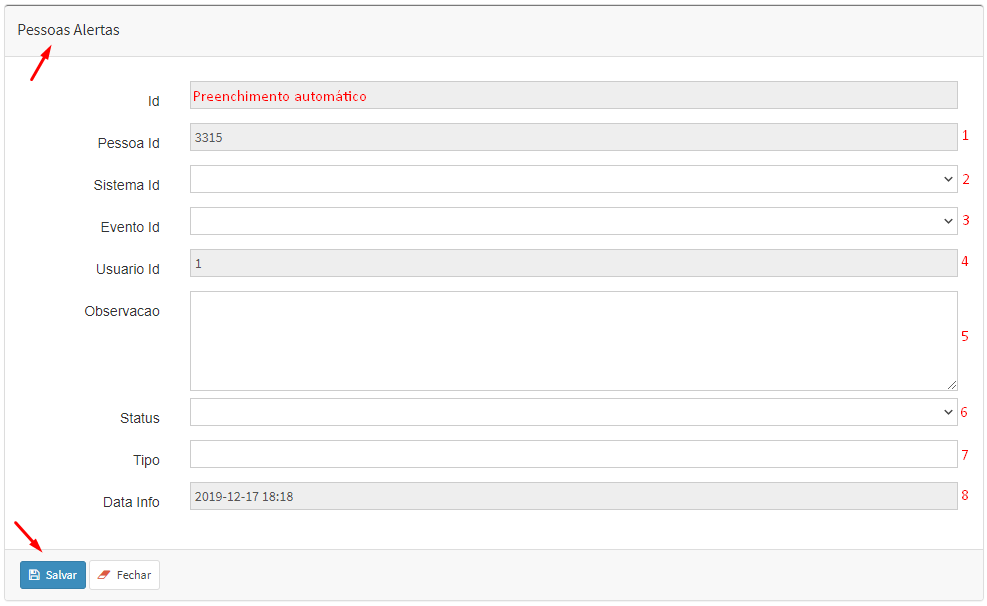 Pessoas Alertas
Id Preenchimento automático
Pessoa Id 3315 1
Sistema Id 2
Evento Id 3
Usuario Id 1 4
Observacao 5
Status 6
Tipo 7
Data Info 2019-12-17 18:18 8
Salvar Fechar